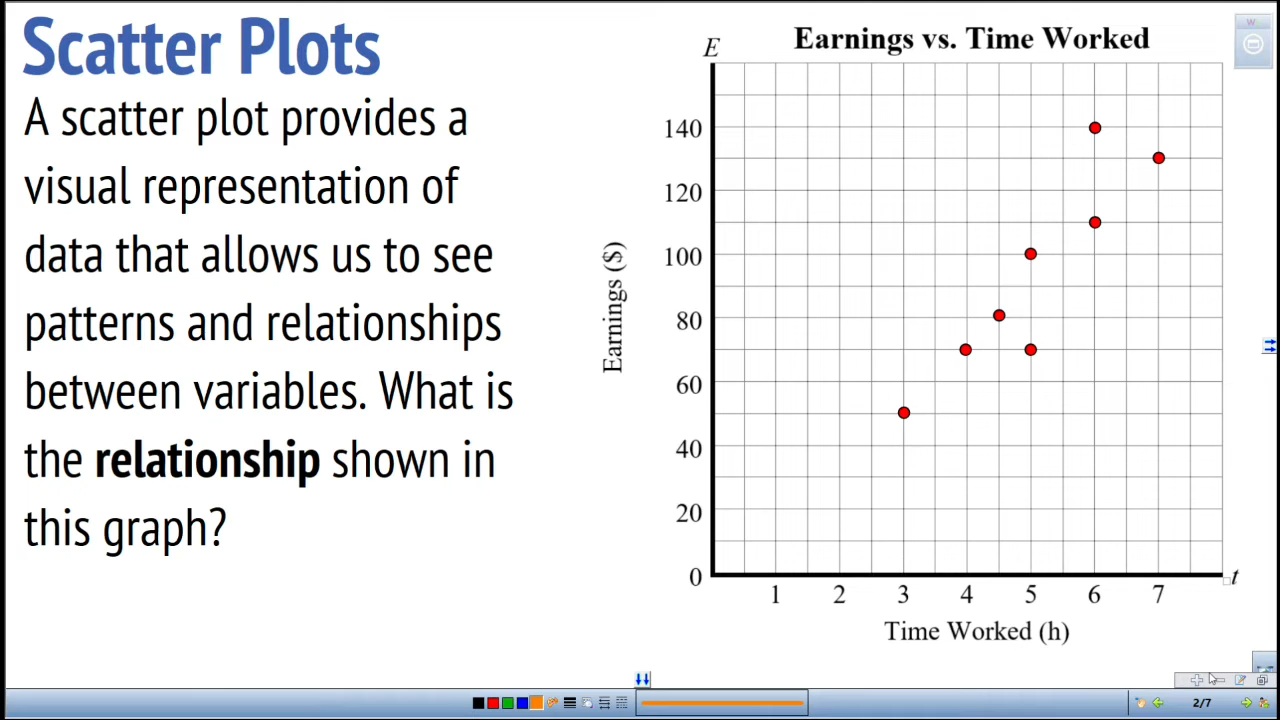 Scatter Plots
A scatter plot provides a
visual representation of
data that allows us to see
patterns and relationships
between variables. What is
the relationship shown in
this graph?
Earnings vs. Time Worked
E
140
120
100
80
60
40
20
0
Earnings ($)
1 2 3 4 5 6 7
t
Time Worked (h)
W
2/7